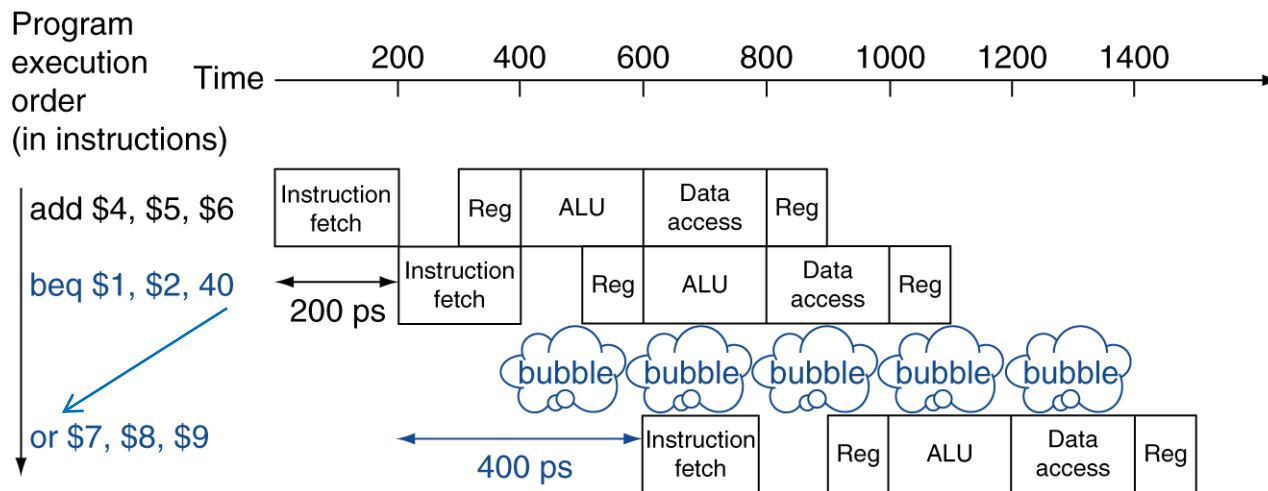 Program
execution
order
(in instructions)
Time
200 400 600 800 1000 1200 1400
add $4, $5, $6
Instruction
fetch
Reg
ALU
Data
access
Reg
beq $1, $2, 40
200 ps
Instruction
fetch
Reg
ALU
Data
access
Reg
bubble bubble bubble bubble bubble
or $7, $8, $9
400 ps
Instruction
fetch
Reg
ALU
Data
access
Reg